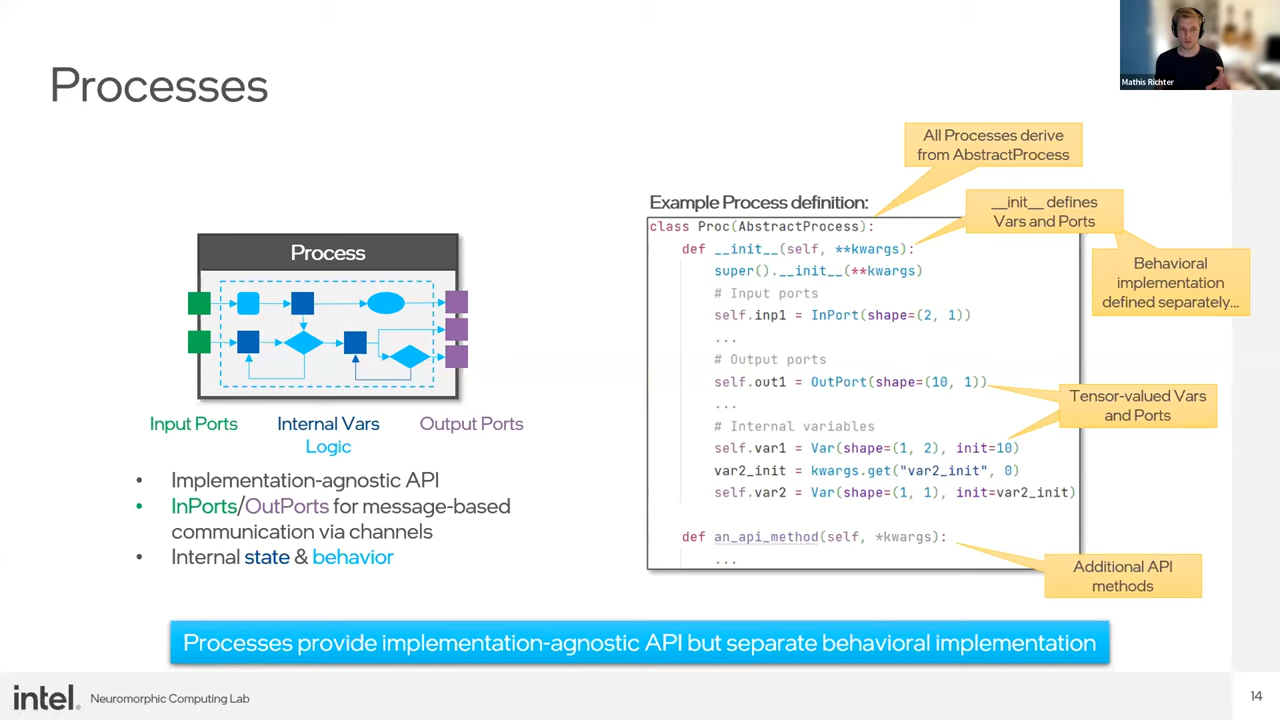 Processes
Mathis Richter
All Processes derive
from AbstractProcess
Example Process definition:
__init__ defines
Vars and Ports
Behavioral
implementation
defined separately...
class Proc(AbstractProcess):
def __init__(self, **kwargs):
super().__init__(**kwargs)
# Input ports
self.inp1 = InPort(shape=(2, 1))
...
# Output ports
self.out1 = OutPort(shape=(10, 1))
...
# Internal variables
self.var1 = Var(shape=(1, 2), init=10)
var2_init = kwargs.get("var2_init", 0)
self.var2 = Var(shape=(1, 1), init=var2_init)
def an_api_method(self, *kwargs):
...
Tensor-valued Vars
and Ports
Additional API
methods
Process
Input Ports
Internal Vars
Output Ports
Logic
• Implementation-agnostic API
• InPorts/OutPorts for message-based
communication via channels
• Internal state & behavior
Processes provide implementation-agnostic API but separate behavioral implementation
intel.
Neuromorphic Computing Lab
14